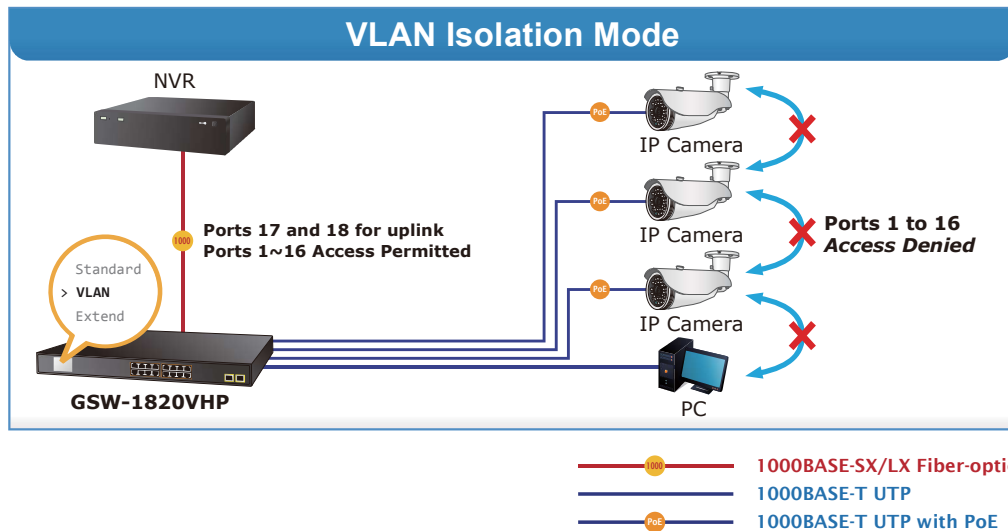 VLAN Isolation Mode
NVR
PoE
IP Camera
PoE
IP Camera
Ports 17 and 18 for uplink
Ports 1~16 Access Permitted
1000
Ports 1 to 16
Access Denied
Standard
> VLAN
Extend
PoE
IP Camera
GSW-1820VHP
PC
1000
1000BASE-SX/LX Fiber-opti
1000BASE-T UTP
PoE
1000BASE-T UTP with PoE